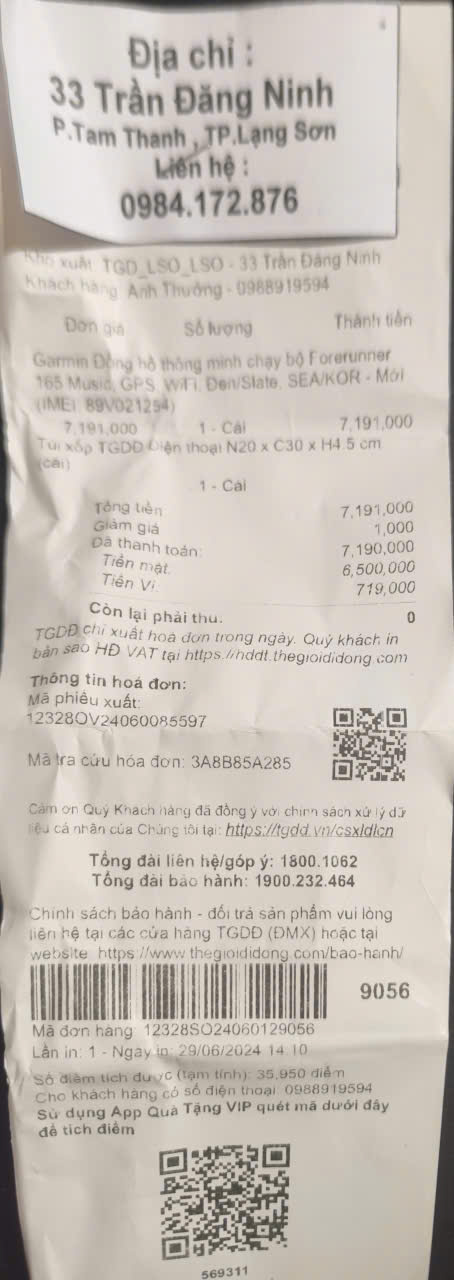 Địa chỉ :
33 Trần Đăng Ninh
P.Tam Thanh , TP.Lạng Sơn
Liên hệ :
0984.172.876
Kho xuất TGD_LSO_LSO - 33 Trần Đăng Ninh
Khách hàng Anh Thưởng - 0988919594
Đơn giá Số lượng Thành tiền
Garmin Đồng hồ thông minh chạy bộ Forerunner
165 Music, GPS, WiFi, Đen/Slate, SEA/KOR - Mới
(IMEI: 89V021254)
7,191,000 1 - Cái 7,191,000
Túi xốp TGDD Điện thoại N20 x C30 x H4.5 cm
(cái)
1 - Cái
Tổng tiền 7,191,000
Giảm giá 1,000
Đã thanh toán: 7,190,000
Tiền mặt. 6,500,000
Tiền Ví. 719,000
Còn lại phải thu. 0
TGDĐ chỉ xuất hoá đơn trong ngày. Quý khách in
bản sao HĐ VAT tại https://hddt.thegioididong.com
Thông tin hoá đơn:
Mã phiếu xuất:
12328OV24060085597
Mã tra cứu hóa đơn: 3A8B85A285
Cảm ơn Quý Khách hàng đã đồng ý với chính sách xử lý dữ
liệu cá nhân của Chúng tôi tại: https://tgdd.vn/csxldlcn
Tổng đài liên hệ/góp ý: 1800.1062
Tổng đài bảo hành: 1900.232.464
Chính sách bảo hành - đổi trả sản phẩm vui lòng
liên hệ tại các cửa hàng TGDĐ (ĐMX) hoặc tại
website https://www.thegioididong.com/bao-hanh/
9056
Mã đơn hàng: 12328SO24060129056
Lần in: 1 - Ngày in: 29/06/2024 14:10
Số điểm tích được (tạm tính): 35,950 điểm
Cho khách hàng có số điện thoại: 0988919594
Sử dụng App Quà Tặng VIP quét mã dưới đây
để tích điểm
569311